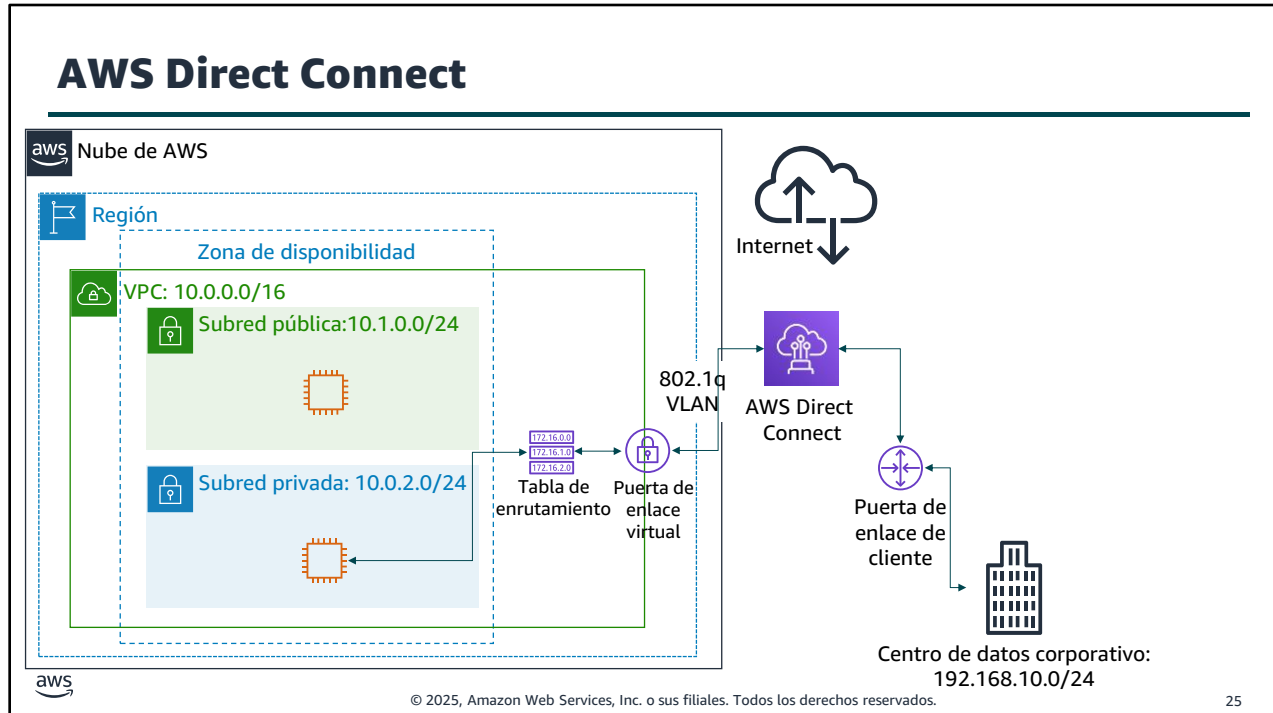 AWS Direct Connect
aws
Nube de AWS
Región
Zona de disponibilidad
VPC: 10.0.0.0/16
Subred pública:10.1.0.0/24
Subred privada: 10.0.2.0/24
172.16.0.0
172.16.1.0
172.16.2.0
Tabla de
enrutamiento
Puerta de
enlace
virtual
802.1q
VLAN
Internet
AWS Direct
Connect
Puerta de
enlace de
cliente
Centro de datos corporativo:
192.168.10.0/24
aws
© 2025, Amazon Web Services, Inc. o sus filiales. Todos los derechos reservados.
25